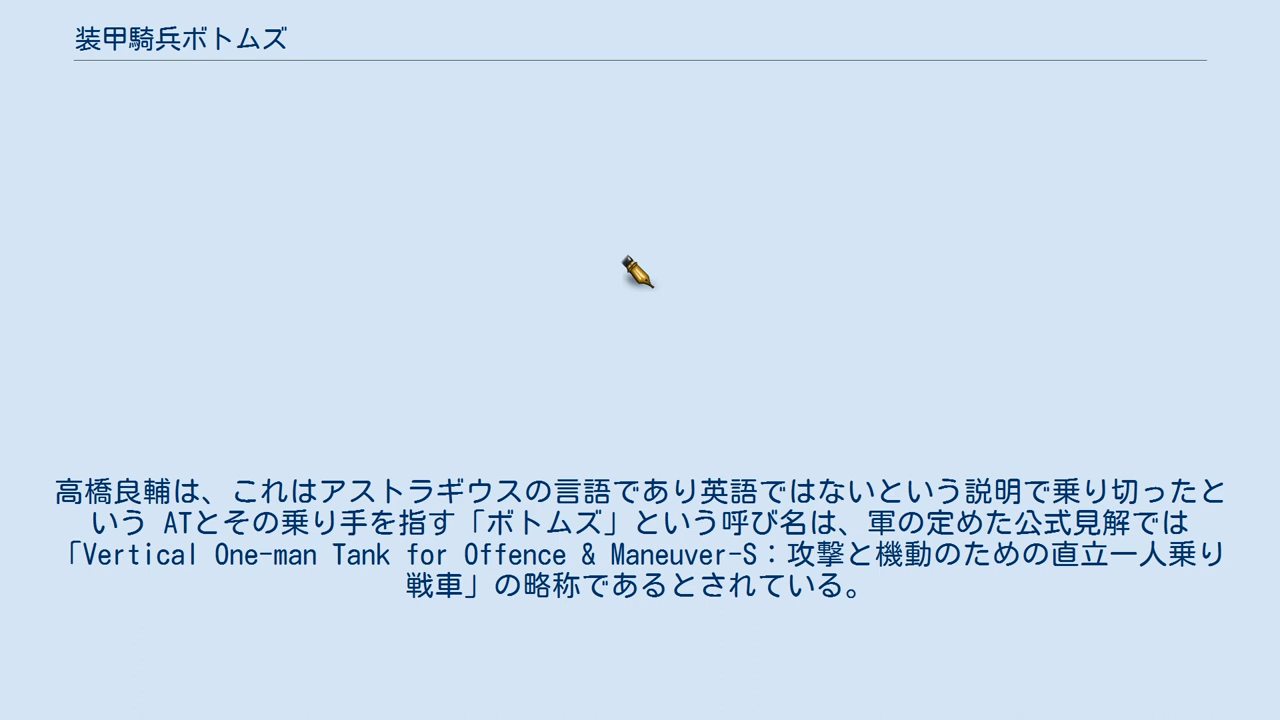 装甲騎兵ボトムズ
高橋良輔は、これはアストラギウスの言語であり英語ではないという説明で乗り切ったと
いう ATとその乗り手を指す「ボトムズ」という呼び名は、軍の定めた公式見解では
「Vertical One-man Tank for Offence & Maneuver-S：攻撃と機動のための直立一人乗り
戦車」の略称であるとされている。